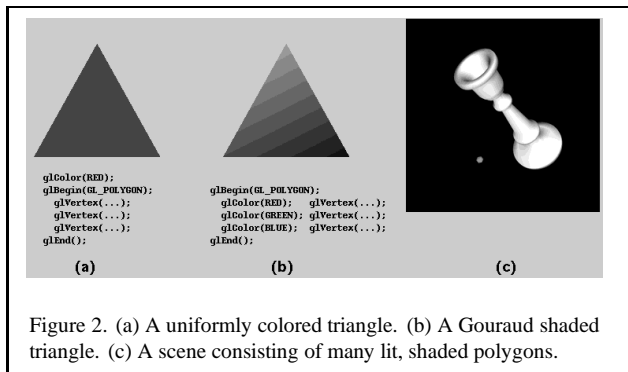 glColor(RED);
glBegin(GL_POLYGON);
glVertex(...);
glVertex(...);
glVertex(...);
glEnd();
(a)
glBegin(GL_POLYGON);
glColor(RED); glVertex(...);
glColor(GREEN); glVertex(...);
glColor(BLUE); glVertex(...);
glEnd();
(b)
(c)
Figure 2. (a) A uniformly colored triangle. (b) A Gouraud shaded
triangle. (c) A scene consisting of many lit, shaded polygons.